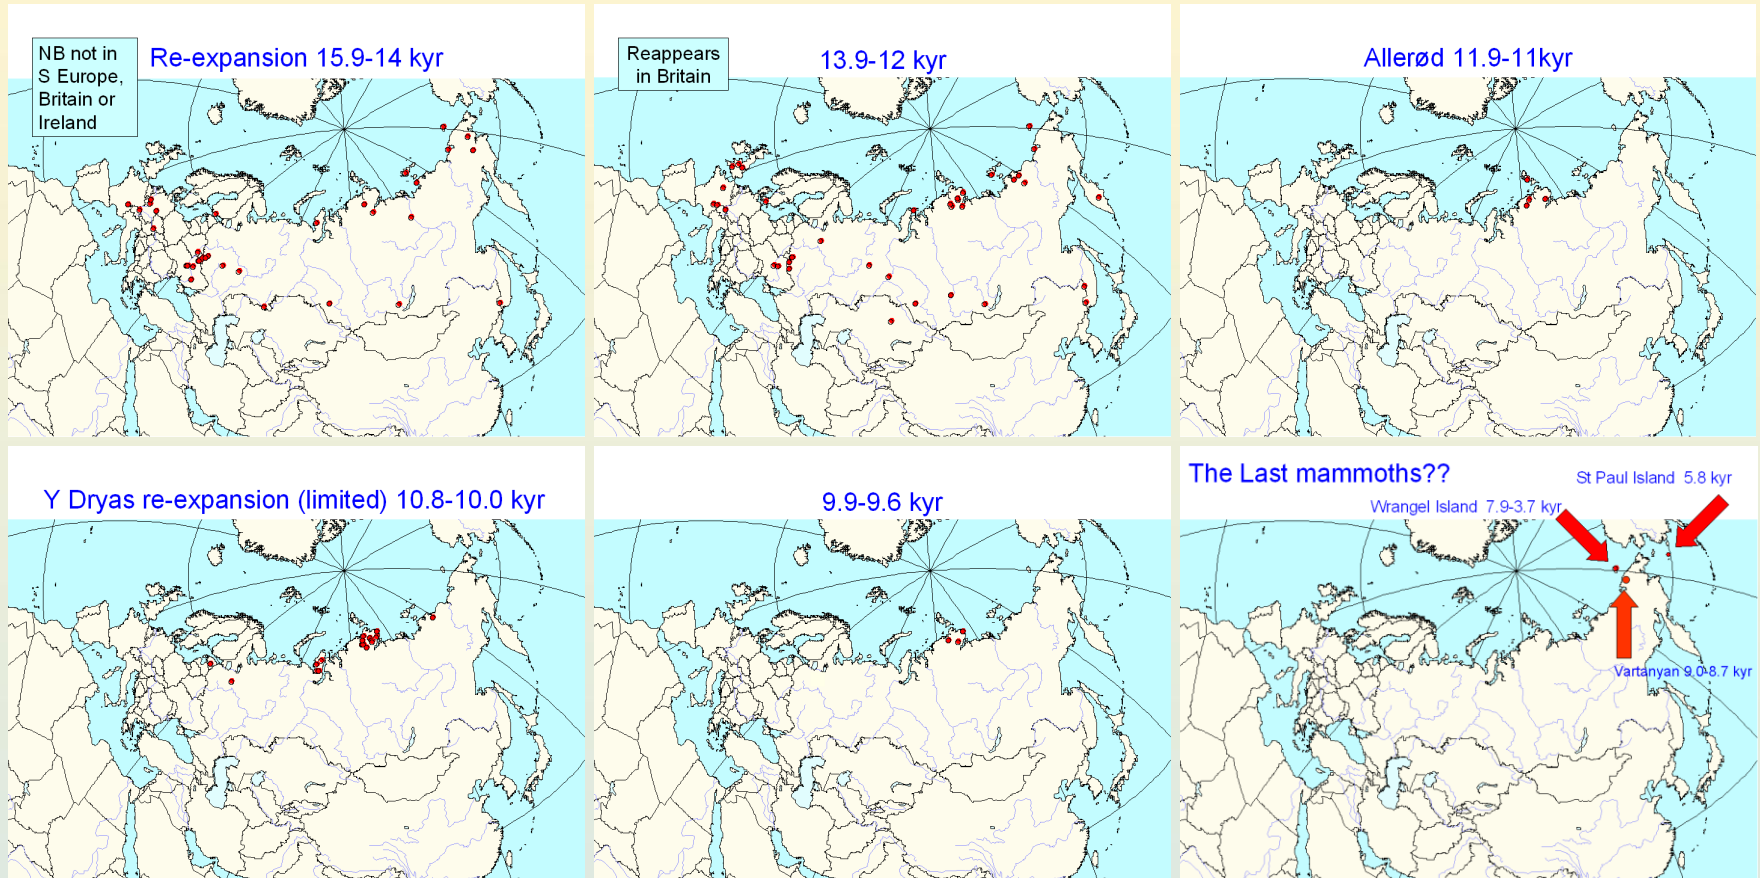 NB not in
S Europe,
Britain or
Ireland
Re-expansion 15.9-14 kyr
Reappears
in Britain
13.9-12 kyr
Allerød 11.9-11kyr
Y Dryas re-expansion (limited) 10.8-10.0 kyr
9.9-9.6 kyr
The Last mammoths??
St Paul Island 5.8 kyr
Wrangel Island 7.9-3.7 kyr
Vartanyan 9.0-8.7 kyr